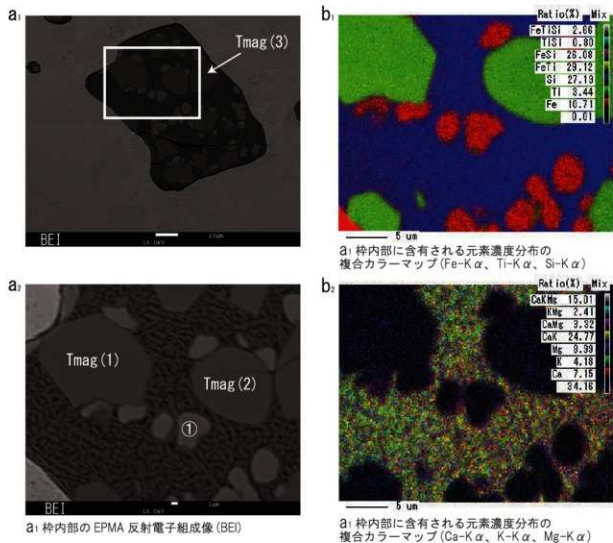 a1
Tmag(3)
BEI
15.0kV
10μm
b1
Ratio(%) Mix
FeTiSi 2.66
TiSi 0.80
FeSi 26.08
FeTi 29.12
Si 27.19
Ti 3.44
Fe 10.71
0.01
5 um
a1 枠内部に含有される元素濃度分布の
複合カラーマップ(Fe-Kα、Ti-Kα、Si-Kα)
a2
Tmag(1)
Tmag(2)
①
BEI
a1 枠内部の EPMA 反射電子組成像(BEI)
b2
Ratio(%) Mix
CaKMg 15.01
KMg 2.41
CaMg 3.32
CaK 24.77
Mg 8.99
K 4.18
Ca 7.15
34.16
5 um
a1 枠内部に含有される元素濃度分布の
複合カラーマップ(Ca-Kα、K-Kα、Mg-Kα)